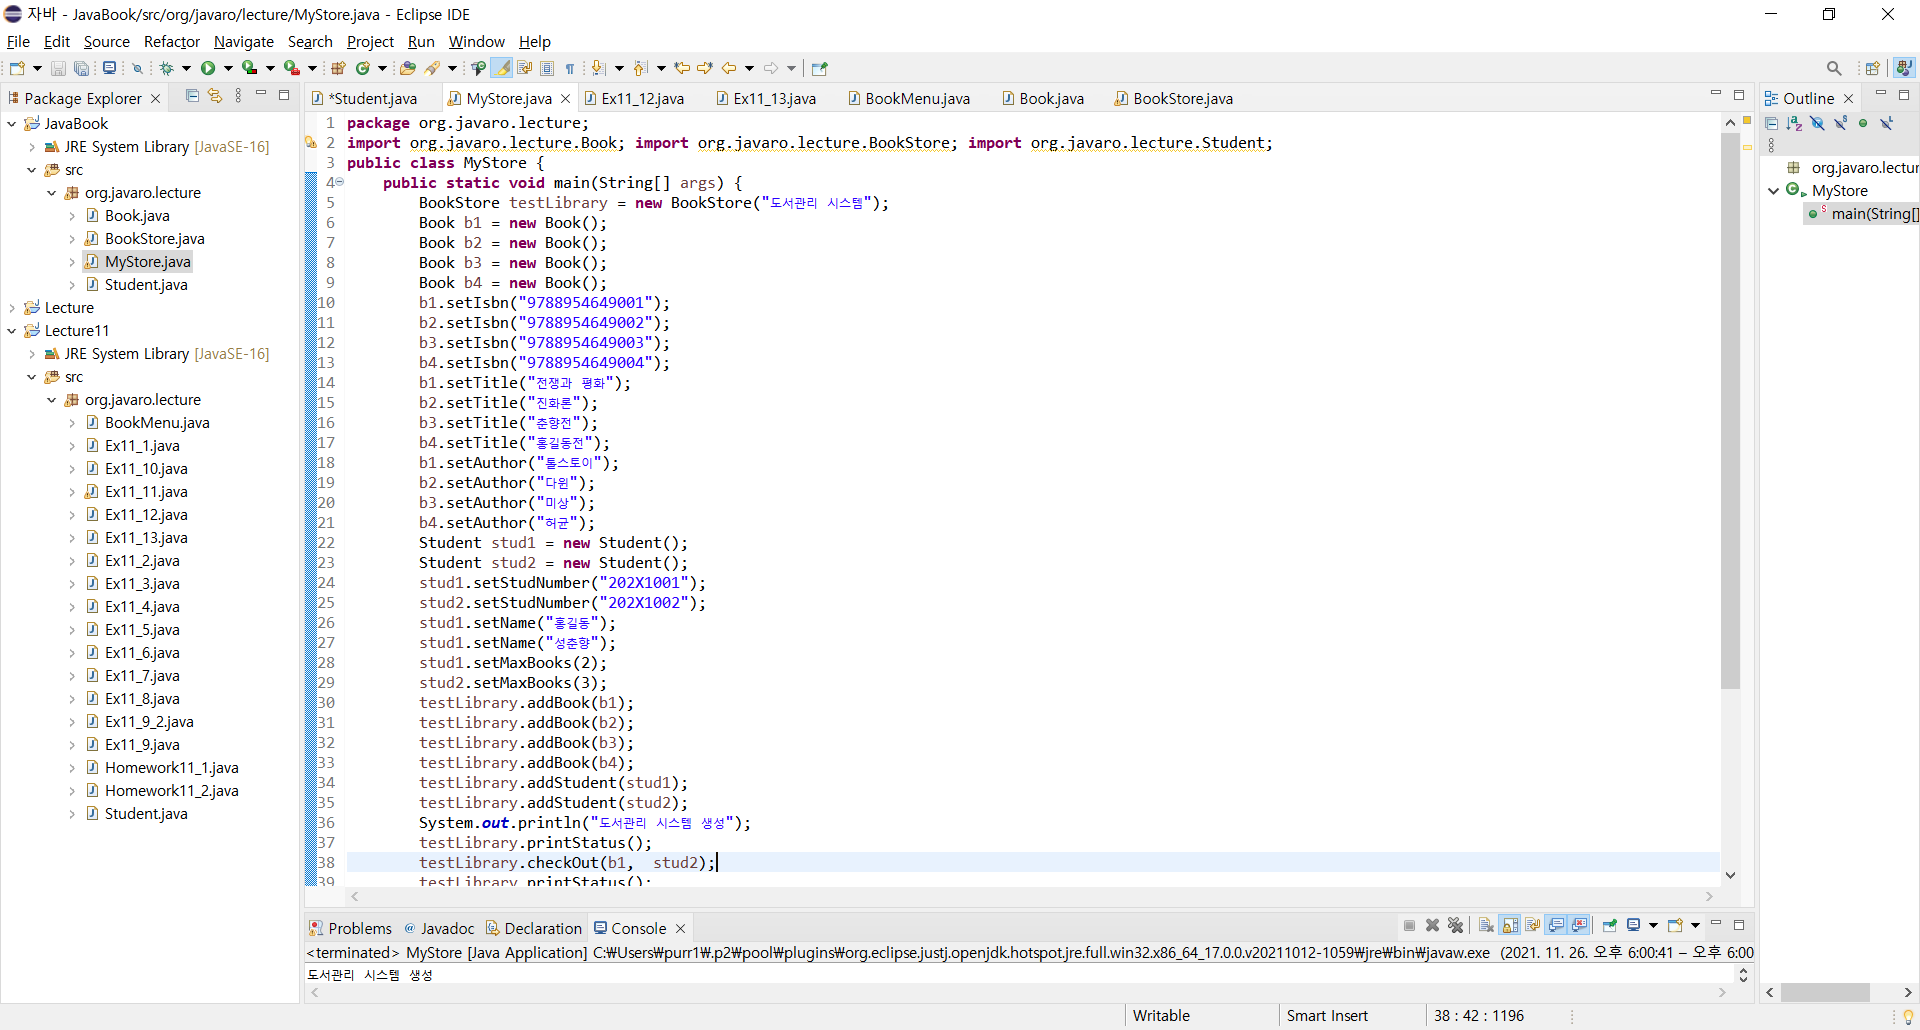 자바 - JavaBook/src/org/javaro/lecture/MyStore.java - Eclipse IDE
File Edit Source Refactor Navigate Search Project Run Window Help
Package Explorer
JavaBook
JRE System Library [JavaSE-16]
src
org.javaro.lecture
Book.java
BookStore.java
MyStore.java
Student.java
Lecture
Lecture11
JRE System Library [JavaSE-16]
src
org.javaro.lecture
BookMenu.java
Ex11_1.java
Ex11_10.java
Ex11_11.java
Ex11_12.java
Ex11_13.java
Ex11_2.java
Ex11_3.java
Ex11_4.java
Ex11_5.java
Ex11_6.java
Ex11_7.java
Ex11_8.java
Ex11_9_2.java
Ex11_9.java
Homework11_1.java
Homework11_2.java
Student.java
*Student.java MyStore.java Ex11_12.java Ex11_13.java BookMenu.java Book.java BookStore.java
1 package org.javaro.lecture;
2 import org.javaro.lecture.Book; import org.javaro.lecture.BookStore; import org.javaro.lecture.Student;
3 public class MyStore {
4 public static void main(String[] args) {
5 BookStore testLibrary = new BookStore("도서관리 시스템");
6 Book b1 = new Book();
7 Book b2 = new Book();
8 Book b3 = new Book();
9 Book b4 = new Book();
10 b1.setIsbn("9788954649001");
11 b2.setIsbn("9788954649002");
12 b3.setIsbn("9788954649003");
13 b4.setIsbn("9788954649004");
14 b1.setTitle("전쟁과 평화");
15 b2.setTitle("진화론");
16 b3.setTitle("춘향전");
17 b4.setTitle("홍길동전");
18 b1.setAuthor("톨스토이");
19 b2.setAuthor("다윈");
20 b3.setAuthor("미상");
21 b4.setAuthor("허균");
22 Student stud1 = new Student();
23 Student stud2 = new Student();
24 stud1.setStudNumber("202X1001");
25 stud2.setStudNumber("202X1002");
26 stud1.setName("홍길동");
27 stud1.setName("성춘향");
28 stud1.setMaxBooks(2);
29 stud2.setMaxBooks(3);
30 testLibrary.addBook(b1);
31 testLibrary.addBook(b2);
32 testLibrary.addBook(b3);
33 testLibrary.addBook(b4);
34 testLibrary.addStudent(stud1);
35 testLibrary.addStudent(stud2);
36 System.out.println("도서관리 시스템 생성");
37 testLibrary.printStatus();
38 testLibrary.checkOut(b1, stud2);
39 testLibrary.printStatus();
Outline
org.javaro.lectur
MyStore
main(String[]
Problems Javadoc Declaration Console
<terminated> MyStore [Java Application] C:₩Users₩purr1₩.p2₩pool₩plugins₩org.eclipse.justj.openjdk.hotspot.jre.full.win32.x86_64_17.0.0.v20211012-1059₩jre₩bin₩javaw.exe (2021. 11. 26. 오후 6:00:41 – 오후 6:00
도서관리 시스템 생성
Writable Smart Insert 38 : 42 : 1196